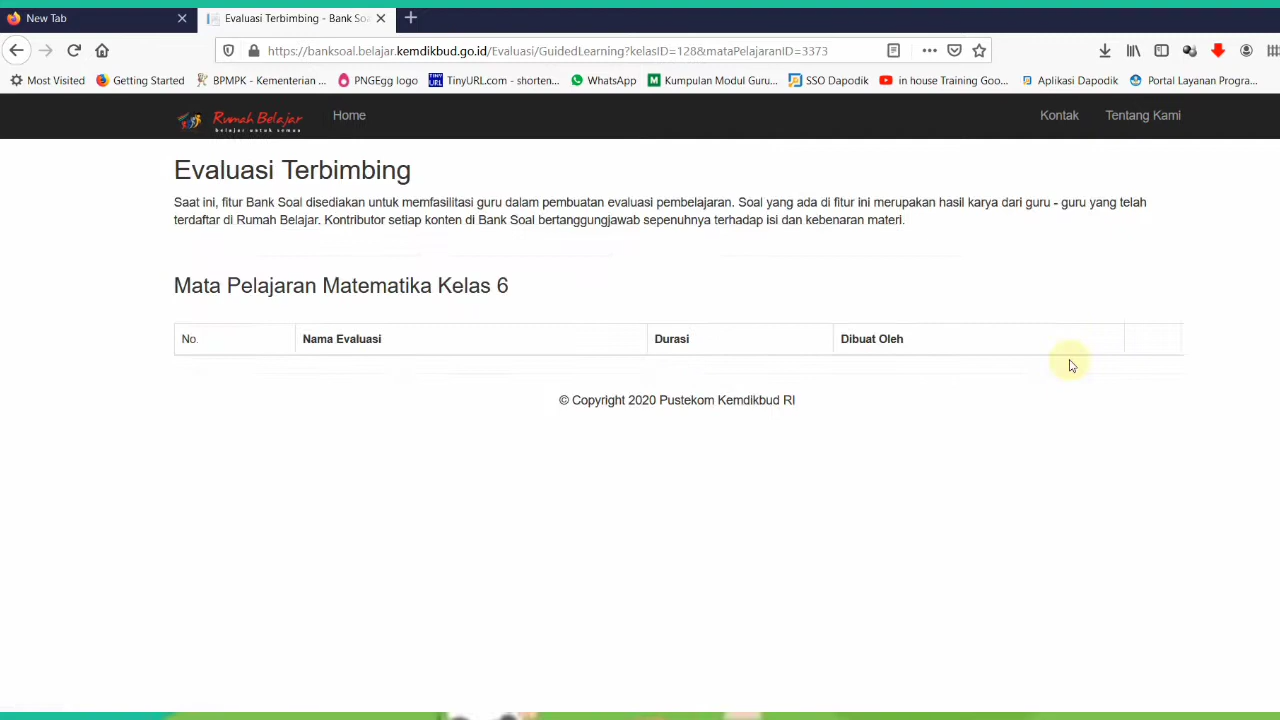 New Tab
Evaluasi Terbimbing - Bank So
https://banksoal.belajar.kemdikbud.go.id/Evaluasi/GuidedLearning?kelasID=128&mataPelajaranID=3373
Most Visited Getting Started BPMPK - Kementerian ... PNGEgg logo TINY URL TinyURL.com - shorten... WhatsApp M Kumpulan Modul Guru... SSO Dapodik in house Training Goo... Aplikasi Dapodik Portal Layanan Progra...
Rumah Belajar
belajar untuk semua
Home Kontak Tentang Kami
Evaluasi Terbimbing
Saat ini, fitur Bank Soal disediakan untuk memfasilitasi guru dalam pembuatan evaluasi pembelajaran. Soal yang ada di fitur ini merupakan hasil karya dari guru - guru yang telah
terdaftar di Rumah Belajar. Kontributor setiap konten di Bank Soal bertanggungjawab sepenuhnya terhadap isi dan kebenaran materi.
Mata Pelajaran Matematika Kelas 6
No. Nama Evaluasi Durasi Dibuat Oleh
© Copyright 2020 Pustekom Kemdikbud RI